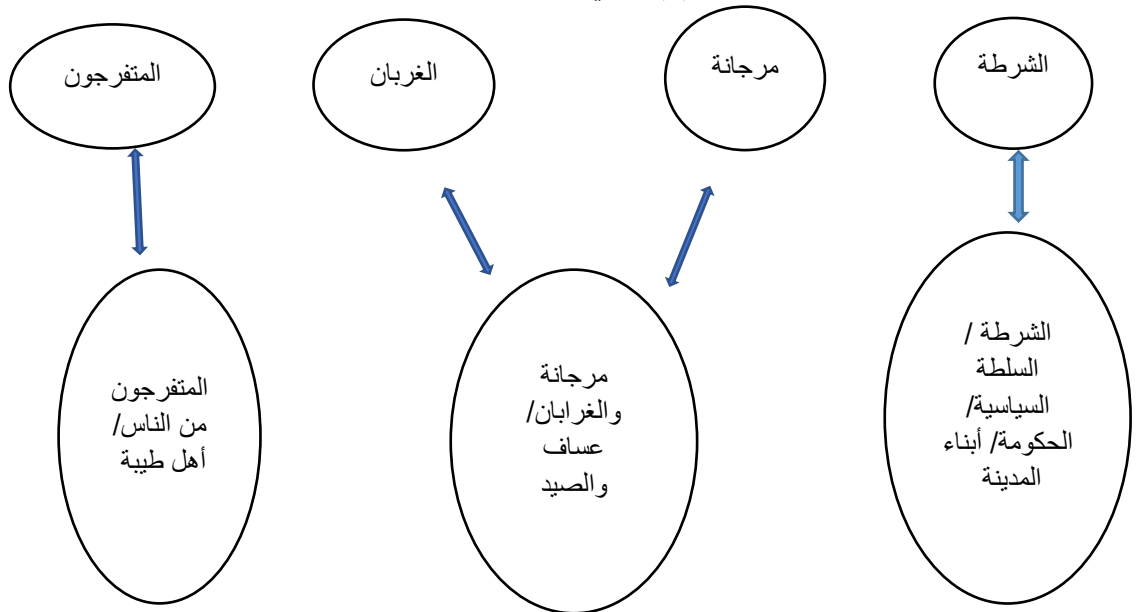 الشرطة
مرجانة
الغربان
المتفرجون
الشرطة /
السلطة
السياسية/
الحكومة/ أبناء
المدينة
مرجانة
والغرابان/
عساف
والصيد
المتفرجون
من الناس/
أهل طيبة